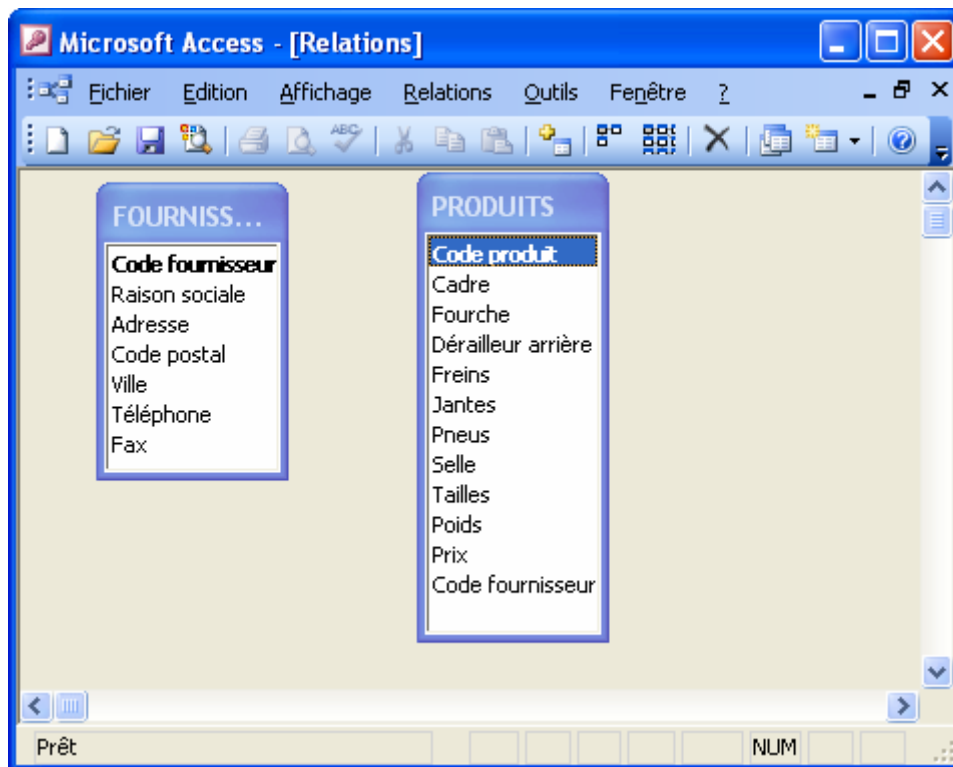 Microsoft Access - [Relations]
Fichier Edition Affichage Relations Outils Fenêtre ?
ABC
FOURNISS...
Code fournisseur
Raison sociale
Adresse
Code postal
Ville
Téléphone
Fax
PRODUITS
Code produit
Cadre
Fourche
Dérailleur arrière
Freins
Jantes
Pneus
Selle
Tailles
Poids
Prix
Code fournisseur
Prêt
NUM